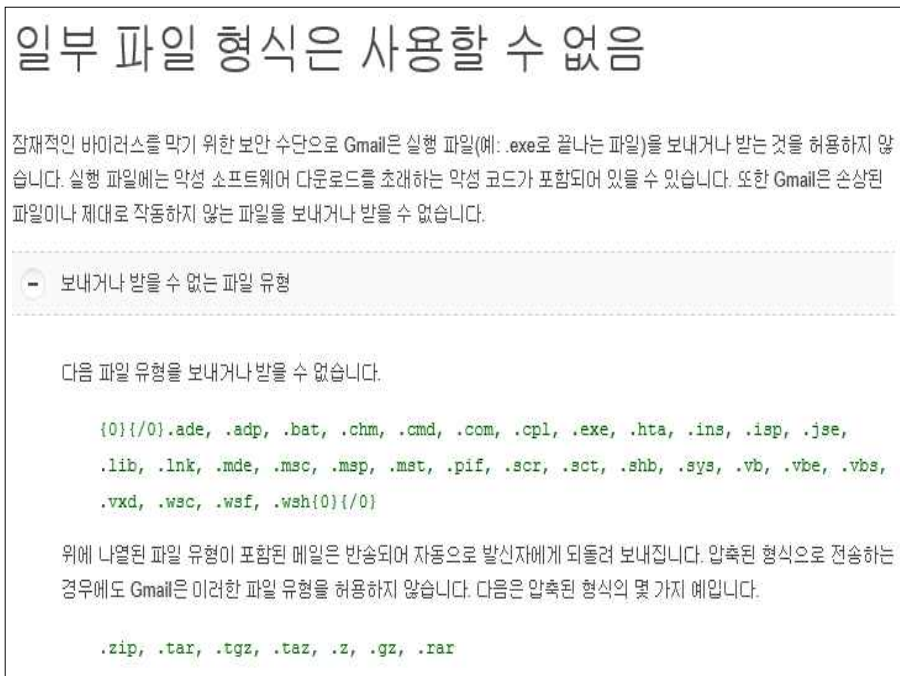 일부 파일 형식은 사용할 수 없음
잠재적인 바이러스를 막기 위한 보안 수단으로 Gmail은 실행 파일(예: .exe로 끝나는 파일)을 보내거나 받는 것을 허용하지 않
습니다. 실행 파일에는 악성 소프트웨어 다운로드를 초래하는 악성 코드가 포함되어 있을 수 있습니다. 또한 Gmail은 손상된
파일이나 제대로 작동하지 않는 파일을 보내거나 받을 수 없습니다.
- 보내거나 받을 수 없는 파일 유형
다음 파일 유형을 보내거나 받을 수 없습니다.
{0}{/0}.ade, .adp, .bat, .chm, .cmd, .com, .cpl, .exe, .hta, .ins, .isp, .jse,
.lib, .lnk, .mde, .msc, .msp, .mst, .pif, .scr, .sct, .shb, .sys, .vb, .vbe, .vbs,
.vxd, .wsc, .wsf, .wsh{0}{/0}
위에 나열된 파일 유형이 포함된 메일은 반송되어 자동으로 발신자에게 되돌려 보내집니다. 압축된 형식으로 전송하는
경우에도 Gmail은 이러한 파일 유형을 허용하지 않습니다. 다음은 압축된 형식의 몇 가지 예입니다.
.zip, .tar, .tgz, .taz, .z, .gz, .rar